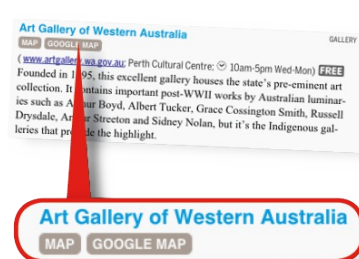 Art Gallery of Western Australia
GALLERY
MAP GOOGLE MAP
(www.artgallery.wa.gov.au; Perth Cultural Centre; 10am-5pm Wed-Mon) FREE
Founded in 1895, this excellent gallery houses the state's pre-eminent art
collection. It contains important post-WWII works by Australian luminar-
ies such as Arthur Boyd, Albert Tucker, Grace Cossington Smith, Russell
Drysdale, Arthur Streeton and Sidney Nolan, but it's the Indigenous gal-
leries that provide the highlight.
Art Gallery of Western Australia
MAP GOOGLE MAP